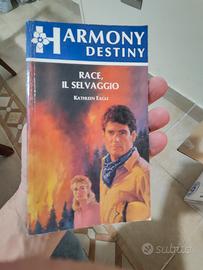 HARMONY
DESTINY
RACE,
IL SELVAGGIO
KATHLEEN EAGLE
subito